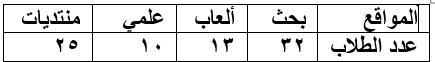 المواقع بحث ألعاب علمي منتديات
عدد الطلاب ٣٢ ١٣ ١٠ ٢٥